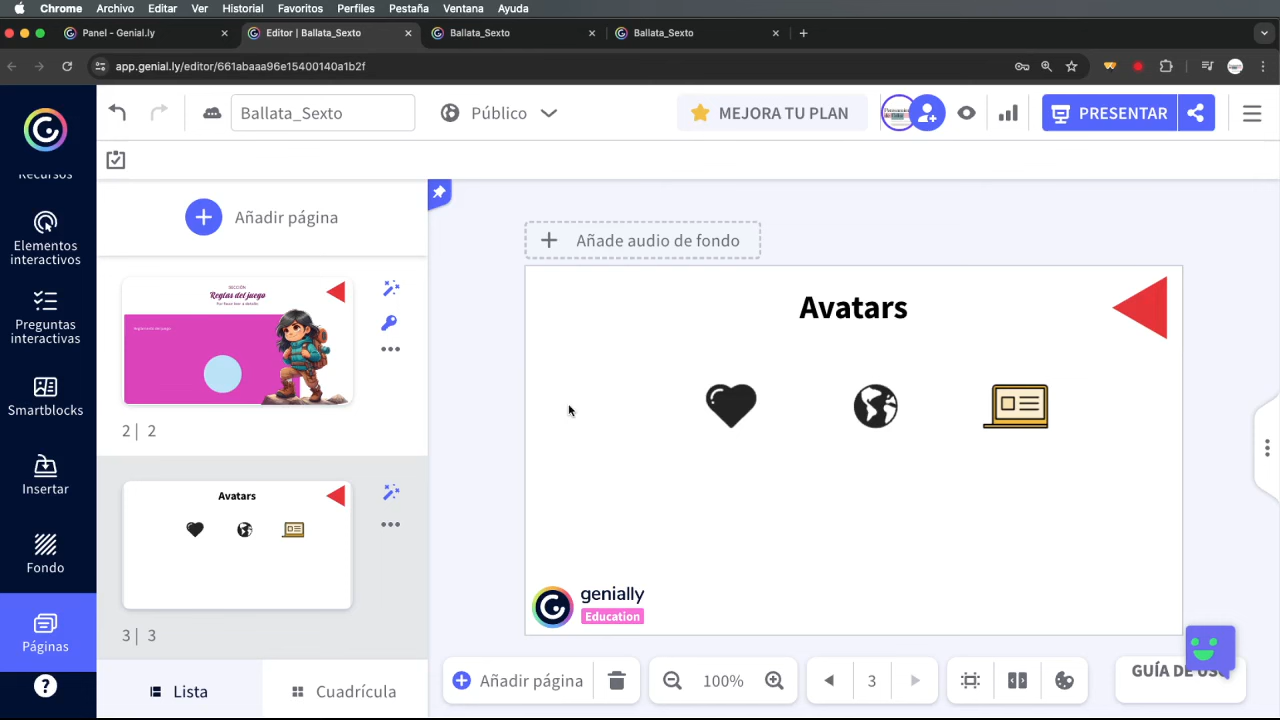 Chrome Archivo Editar Ver Historial Favoritos Perfiles Pestaña Ventana Ayuda
Panel - Genial.ly
Editor | Ballata_Sexto
Ballata_Sexto
Ballata_Sexto
app.genial.ly/editor/661abaaa96e15400140a1b2f
Ballata_Sexto
Público
MEJORA TU PLAN
PRESENTAR
Recursos
Elementos
interactivos
Preguntas
interactivas
Smartblocks
Insertar
Fondo
Páginas
?
Añadir página
SECCIÓN
Reglas del juego
2 | 2
Avatars
3 | 3
Lista
Cuadrícula
Añade audio de fondo
Avatars
genially
Education
Añadir página
100%
3
GUÍA DE USO